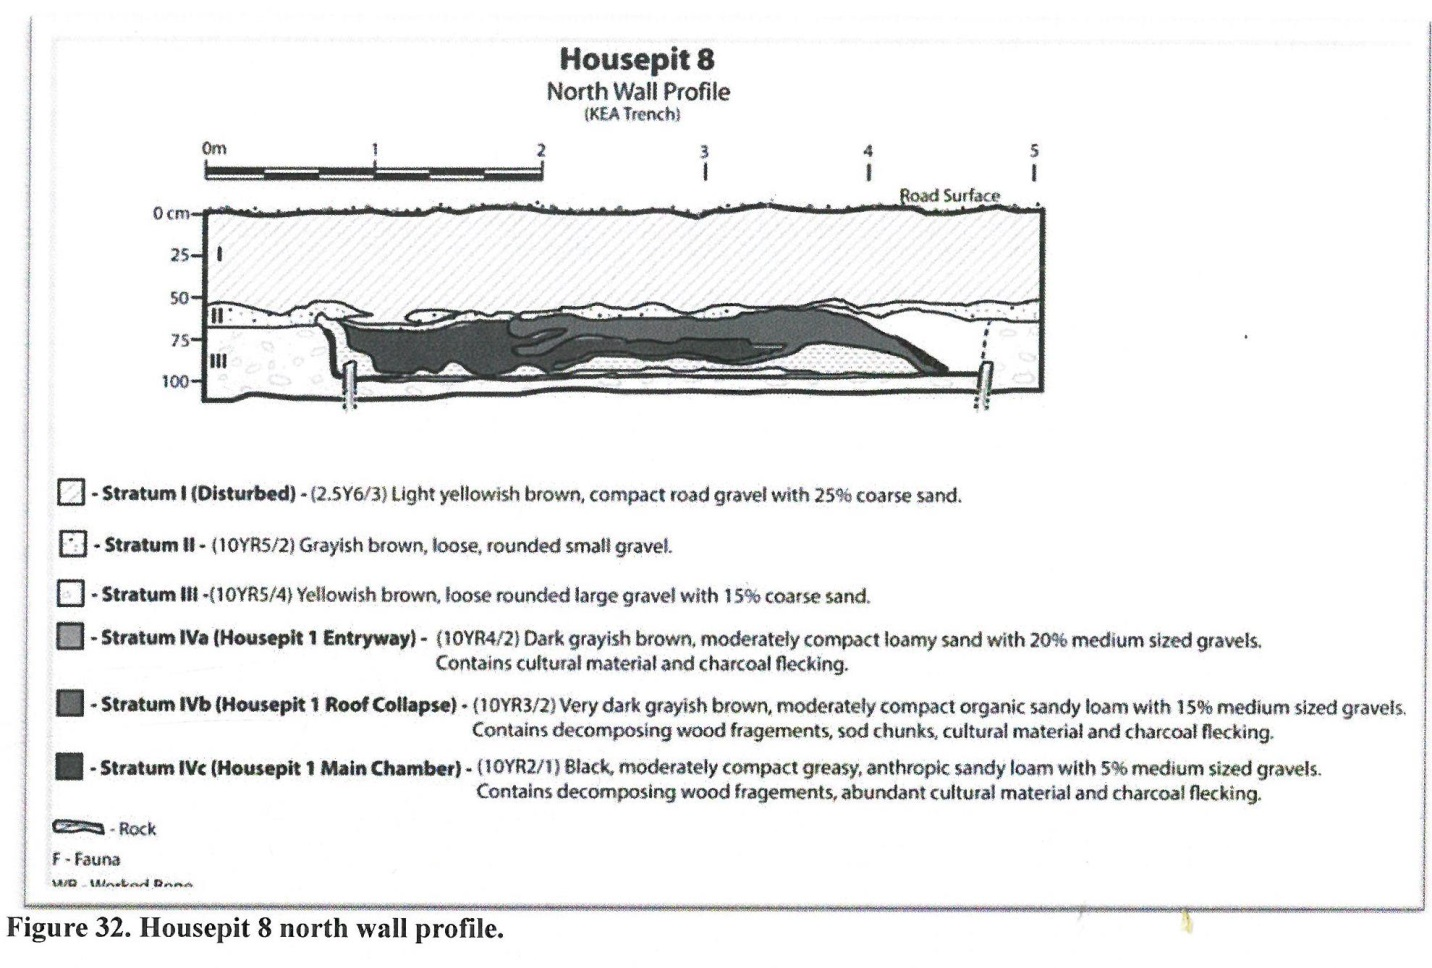 Housepit 8
North Wall Profile
(KEA Trench)
0m 1 2 3 4 5
Road Surface
0 cm
25
50
75
100
I
II
III
- Stratum I (Disturbed) - (2.5Y6/3) Light yellowish brown, compact road gravel with 25% coarse sand.
- Stratum II - (10YR5/2) Grayish brown, loose, rounded small gravel.
- Stratum III -(10YR5/4) Yellowish brown, loose rounded large gravel with 15% coarse sand.
- Stratum IVa (Housepit 1 Entryway) - (10YR4/2) Dark grayish brown, moderately compact loamy sand with 20% medium sized gravels.
Contains cultural material and charcoal flecking.
- Stratum IVb (Housepit 1 Roof Collapse) - (10YR3/2) Very dark grayish brown, moderately compact organic sandy loam with 15% medium sized gravels.
Contains decomposing wood fragements, sod chunks, cultural material and charcoal flecking.
- Stratum IVc (Housepit 1 Main Chamber) - (10YR2/1) Black, moderately compact greasy, anthropic sandy loam with 5% medium sized gravels.
Contains decomposing wood fragements, abundant cultural material and charcoal flecking.
- Rock
F - Fauna
WB - Worked Bone
Figure 32. Housepit 8 north wall profile.